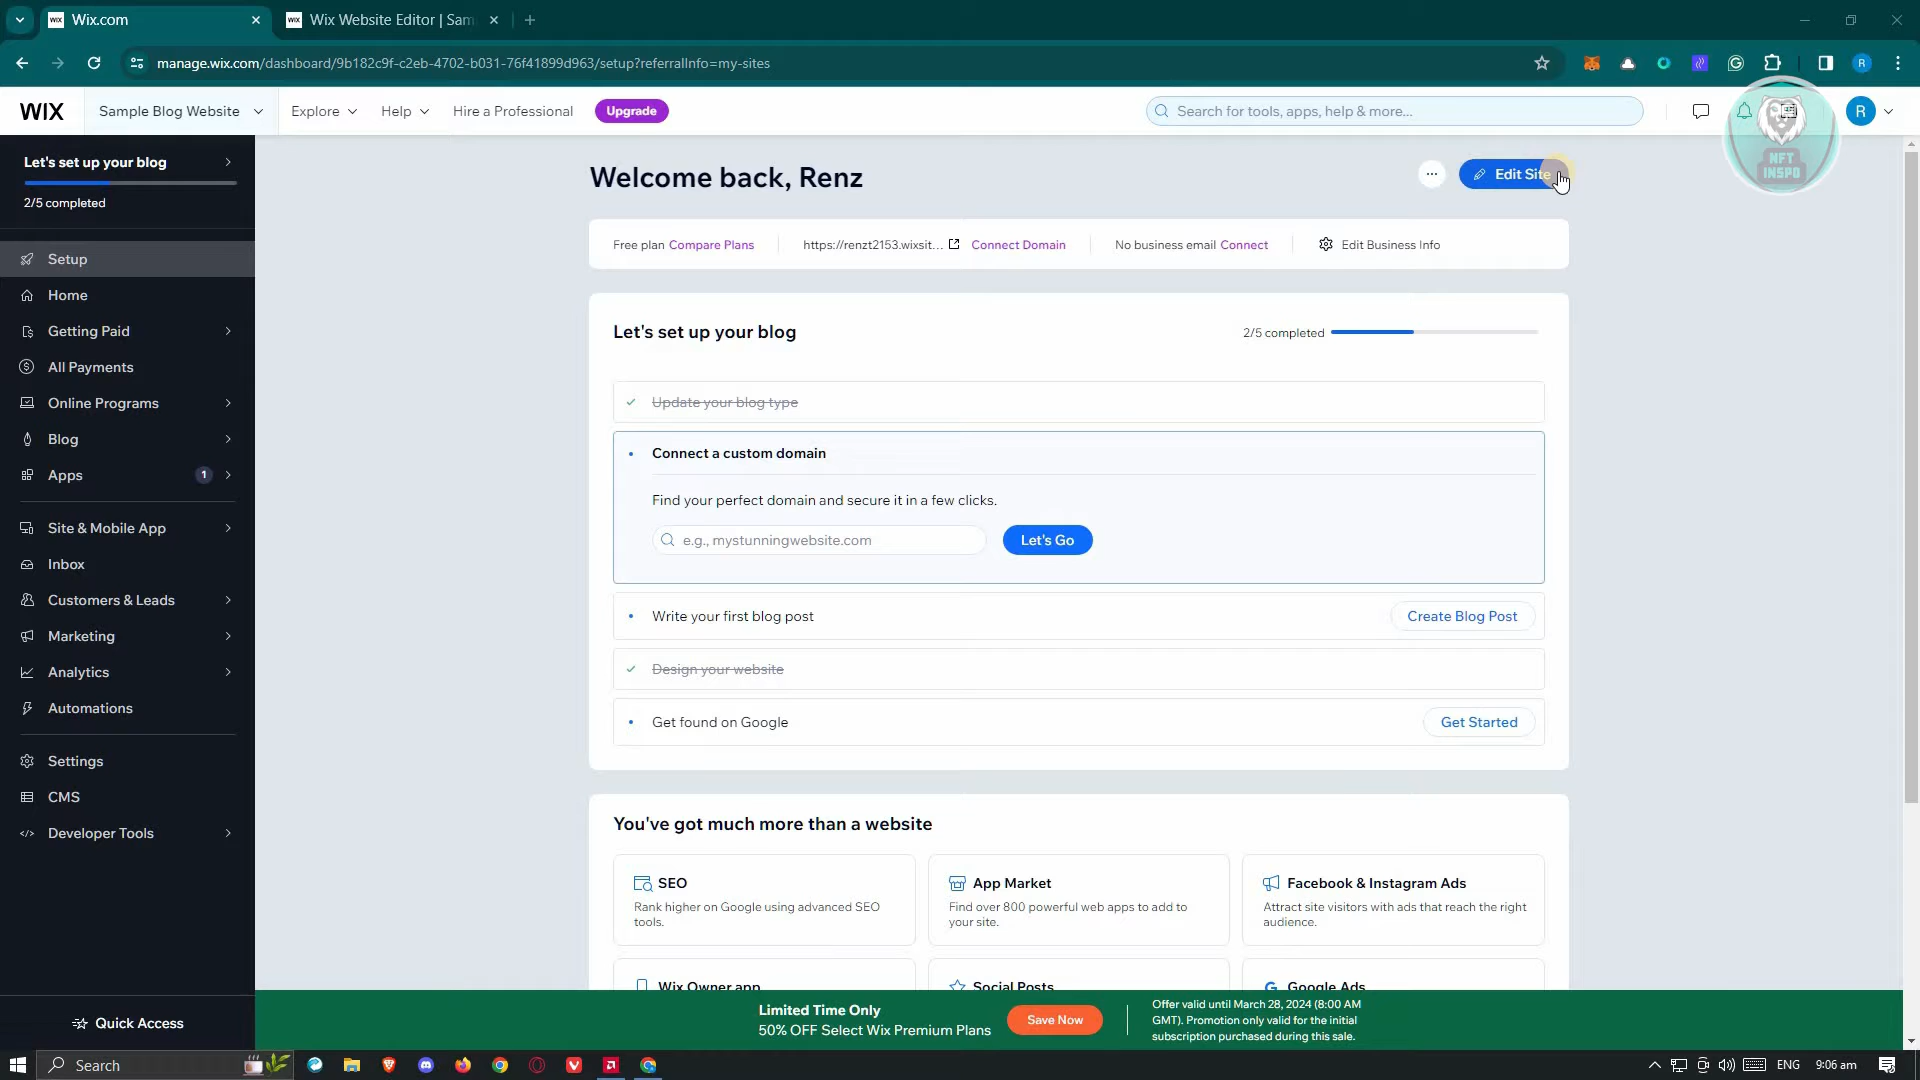 Wix.com
Wix Website Editor | Sam
manage.wix.com/dashboard/9b182c9f-c2eb-4702-b031-76f41899d963/setup?referralInfo=my-sites
WIX
Sample Blog Website
Explore
Help
Hire a Professional
Upgrade
Search for tools, apps, help & more...
R
NFT
INSPO
Let's set up your blog
2/5 completed
Setup
Home
Getting Paid
All Payments
Online Programs
Blog
Apps
1
Site & Mobile App
Inbox
Customers & Leads
Marketing
Analytics
Automations
Settings
CMS
Developer Tools
Quick Access
Welcome back, Renz
Edit Site
Free plan Compare Plans
https://renzt2153.wixsit...
Connect Domain
No business email Connect
Edit Business Info
Let's set up your blog
2/5 completed
Update your blog type
Connect a custom domain
Find your perfect domain and secure it in a few clicks.
e.g., mystunningwebsite.com
Let's Go
Write your first blog post
Create Blog Post
Design your website
Get found on Google
Get Started
You've got much more than a website
SEO
Rank higher on Google using advanced SEO
tools.
App Market
Find over 800 powerful web apps to add to
your site.
Facebook & Instagram Ads
Attract site visitors with ads that reach the right
audience.
Wix Owner app
Social Posts
Google Ads
Limited Time Only
50% OFF Select Wix Premium Plans
Save Now
Offer valid until March 28, 2024 (8:00 AM
GMT). Promotion only valid for the initial
subscription purchased during this sale.
Search
ENG
9:06 am